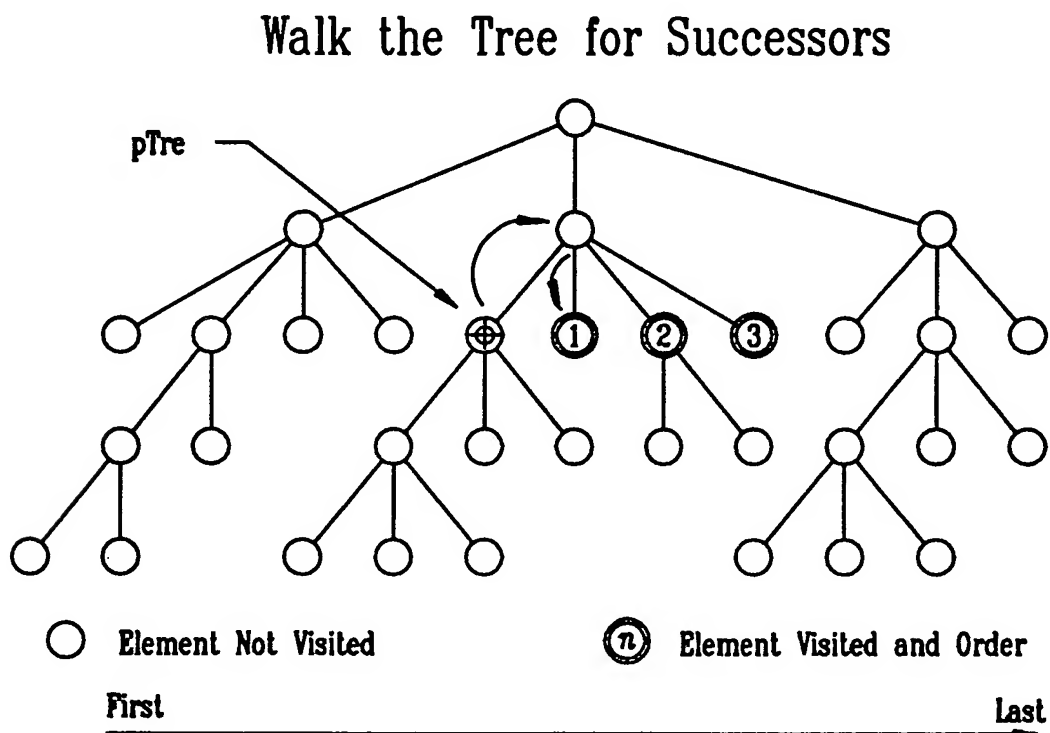 Walk the Tree for Successors
pTre
1 2 3
Element Not Visited
n Element Visited and Order
First Last